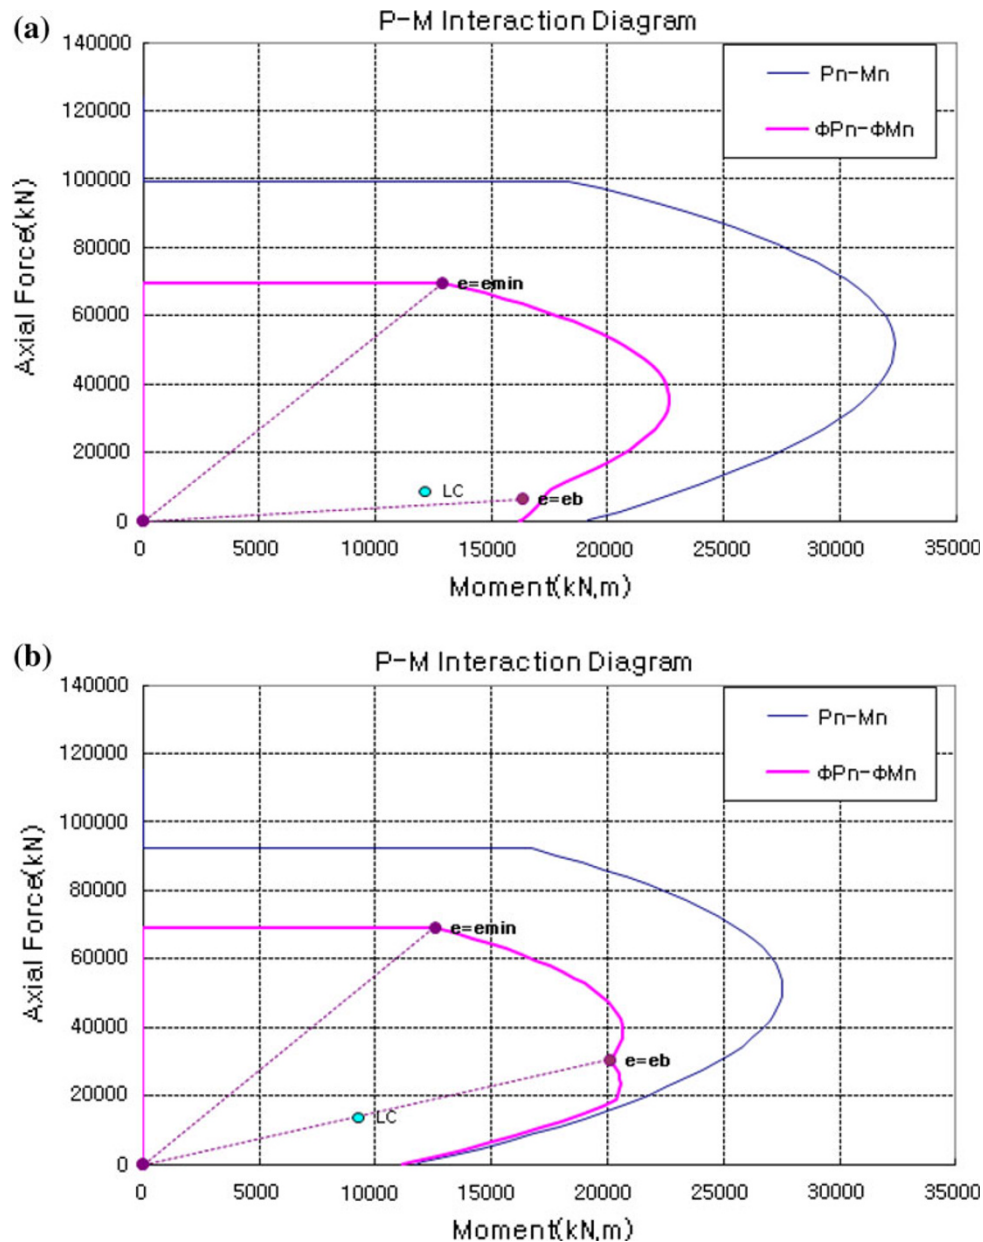 (a)
P-M Interaction Diagram
140000
120000
100000
80000
60000
40000
20000
0
Axial Force(kN)
Pn-Mn
ΦPn-ΦMn
e=emin
LC
e=eb
0 5000 10000 15000 20000 25000 30000 35000
Moment(kN,m)
(b)
P-M Interaction Diagram
140000
120000
100000
80000
60000
40000
20000
0
Axial Force(kN)
Pn-Mn
ΦPn-ΦMn
e=emin
e=eb
LC
0 5000 10000 15000 20000 25000 30000 35000
Moment(kN,m)